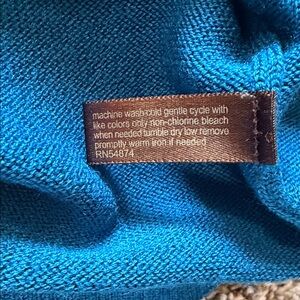 machine wash cold gentle cycle with
like colors only non-chlorine bleach
when needed tumble dry low remove
promptly warm iron if needed
RN54874